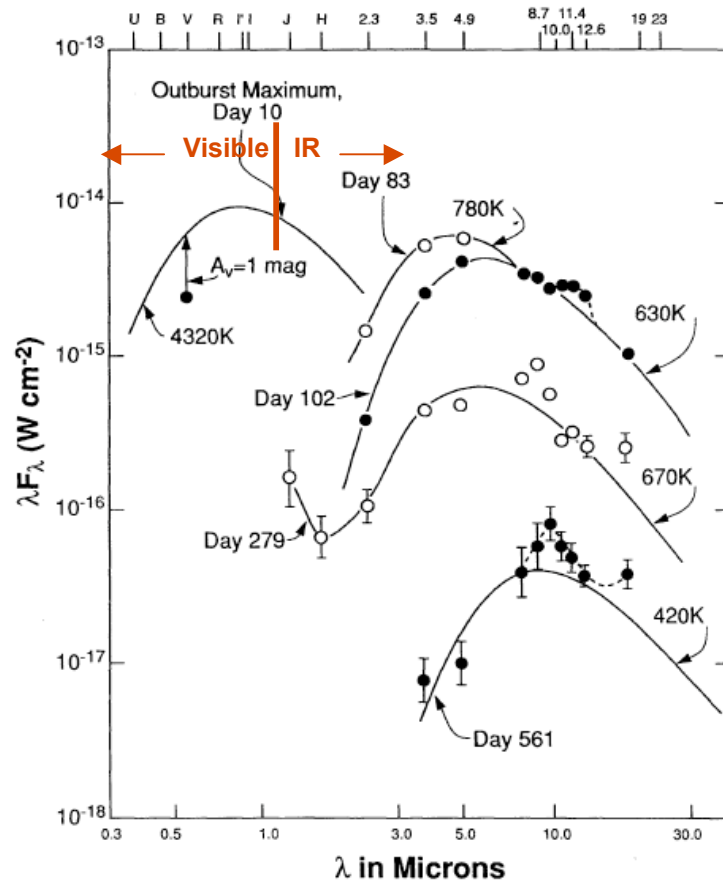 U B V R I' I J H 2.3 3.5 4.9 8.7 11.4 19 23
10.0 12.6
10⁻¹³
Outburst Maximum,
Day 10
Visible IR
Day 83
10⁻¹⁴
780K
Aᵥ=1 mag
4320K
630K
10⁻¹⁵
Day 102
670K
10⁻¹⁶
Day 279
420K
10⁻¹⁷
Day 561
10⁻¹⁸
λFλ (W cm⁻²)
0.3 0.5 1.0 3.0 5.0 10.0 30.0
λ in Microns